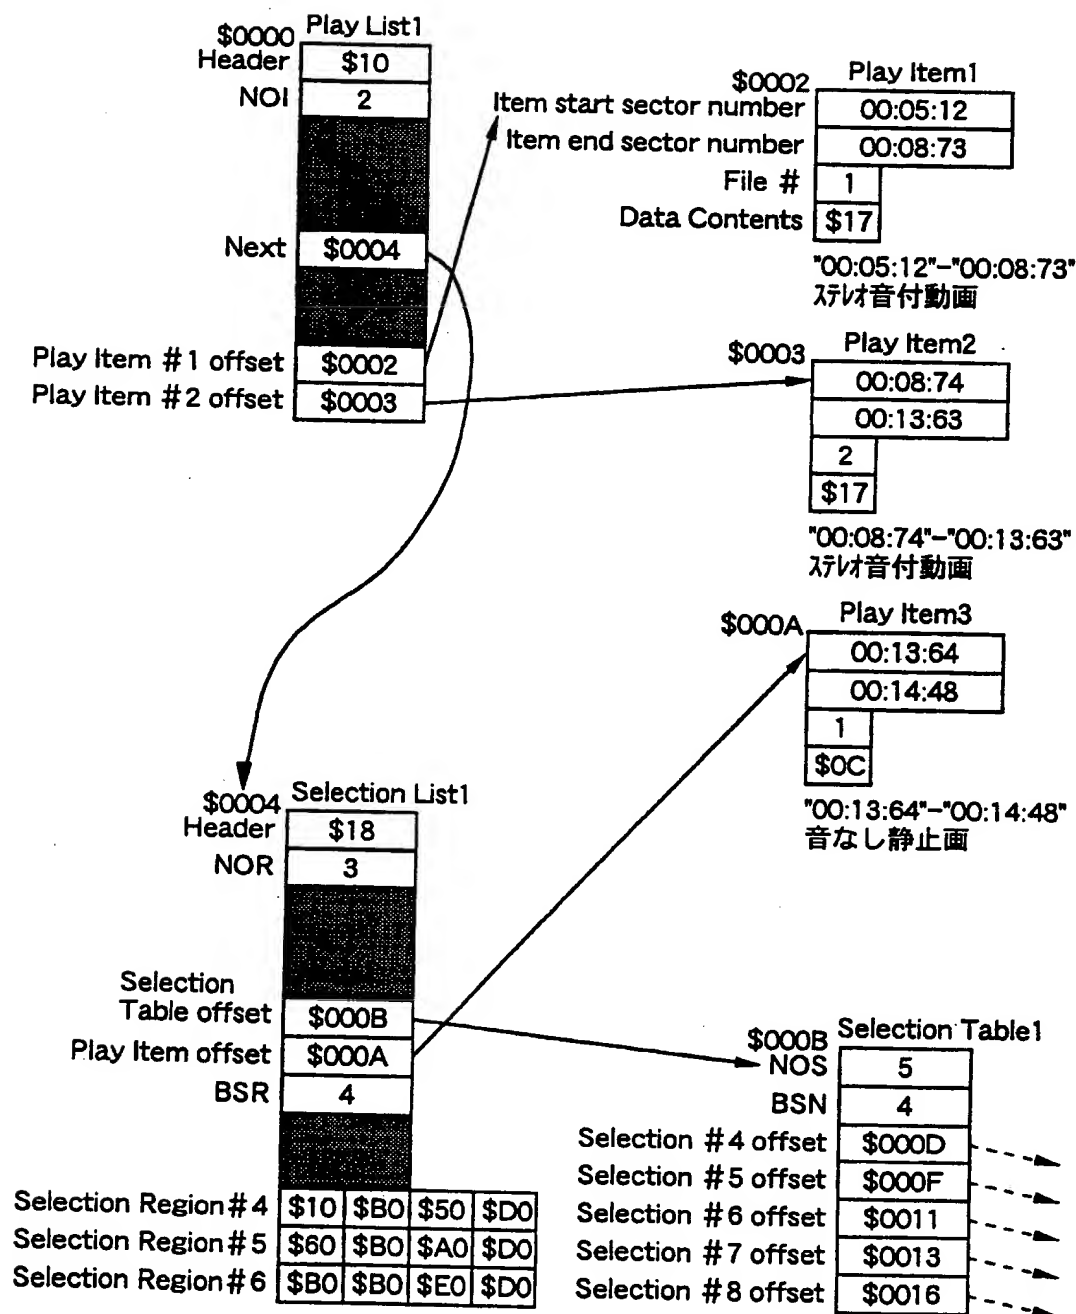 Play List1
$0000
Header $10
NOI 2
Next $0004
Play Item #1 offset $0002
Play Item #2 offset $0003
Play Item1
$0002
Item start sector number 00:05:12
Item end sector number 00:08:73
File # 1
Data Contents $17
"00:05:12"-"00:08:73"
ステレオ音付動画
Play Item2
$0003
00:08:74
00:13:63
2
$17
"00:08:74"-"00:13:63"
ステレオ音付動画
Play Item3
$000A
00:13:64
00:14:48
1
$0C
"00:13:64"-"00:14:48"
音なし静止画
Selection List1
$0004
Header $18
NOR 3
Selection
Table offset $000B
Play Item offset $000A
BSR 4
Selection Region#4 $10 $B0 $50 $D0
Selection Region#5 $60 $B0 $A0 $D0
Selection Region#6 $B0 $B0 $E0 $D0
Selection Table1
$000B
NOS 5
BSN 4
Selection #4 offset $000D
Selection #5 offset $000F
Selection #6 offset $0011
Selection #7 offset $0013
Selection #8 offset $0016